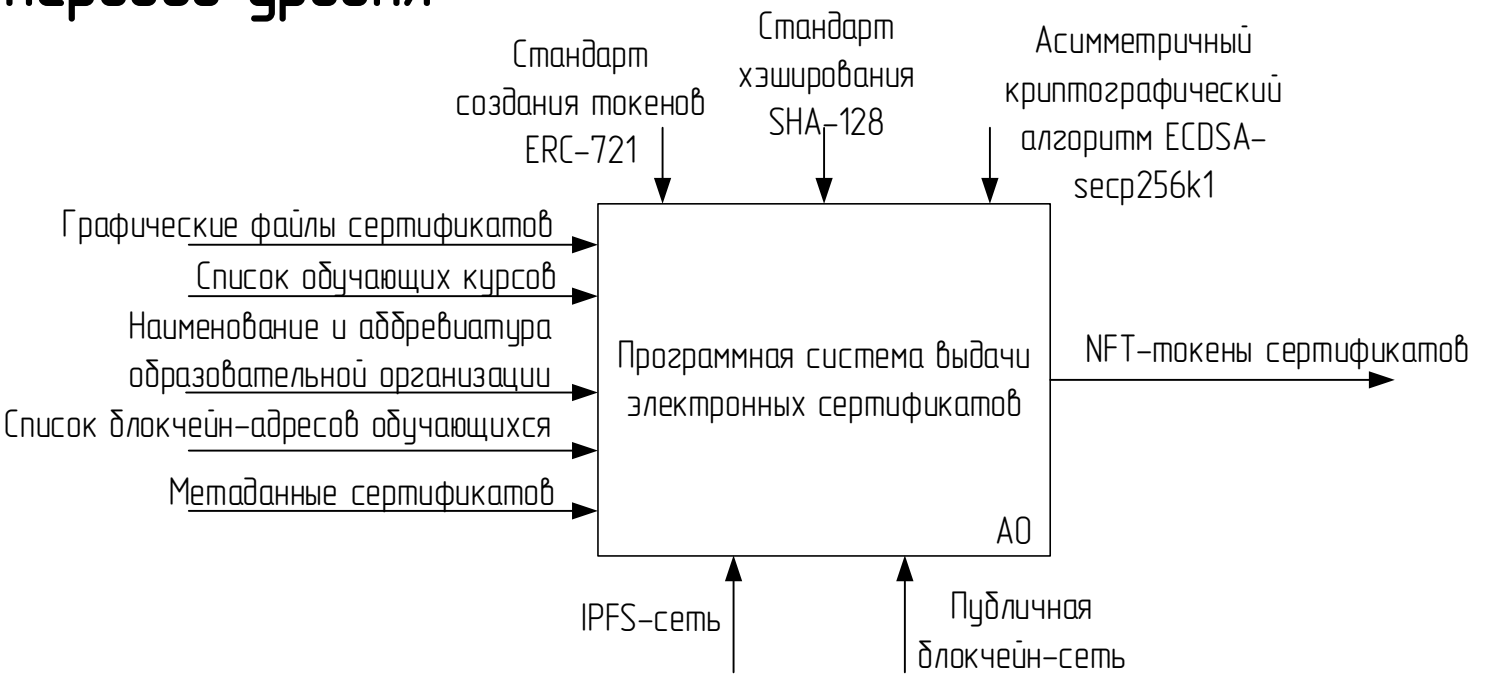 первого уровня
Стандарт
создания токенов
ERC-721
Стандарт
хэширования
SHA-128
Асимметричный
криптографический
алгоритм ECDSA-
secp256k1
Графические файлы сертификатов
Список обучающих курсов
Наименование и аббревиатура
образовательной организации
Список блокчейн-адресов обучающихся
Метаданные сертификатов
Программная система выдачи
электронных сертификатов
A0
NFT-токены сертификатов
IPFS-сеть
Публичная
блокчейн-сеть